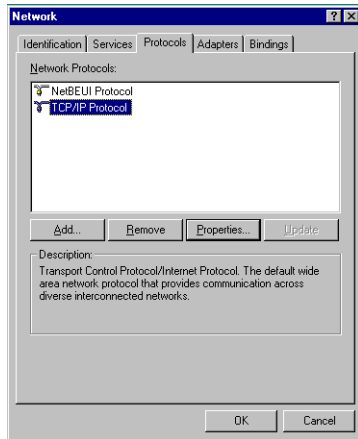 Network
Identification Services Protocols Adapters Bindings
Network Protocols:
NetBEUI Protocol
TCP/IP Protocol
Add... Remove Properties... Update
Description:
Transport Control Protocol/Internet Protocol. The default wide
area network protocol that provides communication across
diverse interconnected networks.
OK Cancel